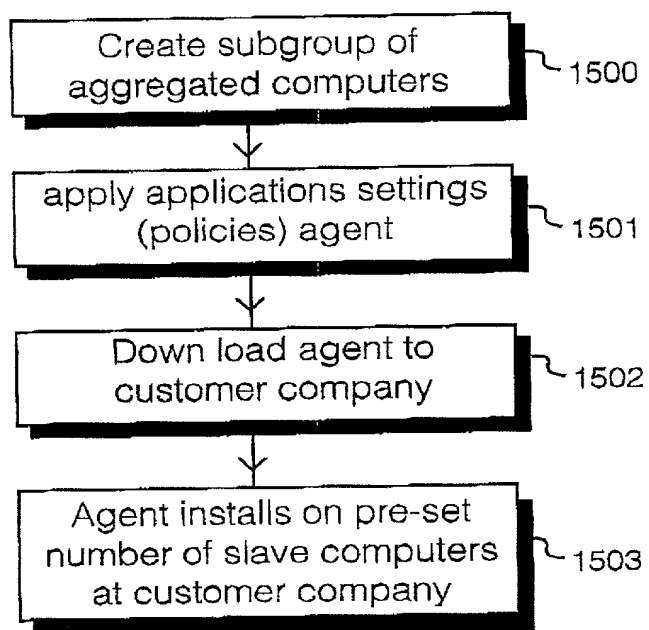 Create subgroup of
aggregated computers
1500
apply applications settings
(policies) agent
1501
Down load agent to
customer company
1502
Agent installs on pre-set
number of slave computers
at customer company
1503